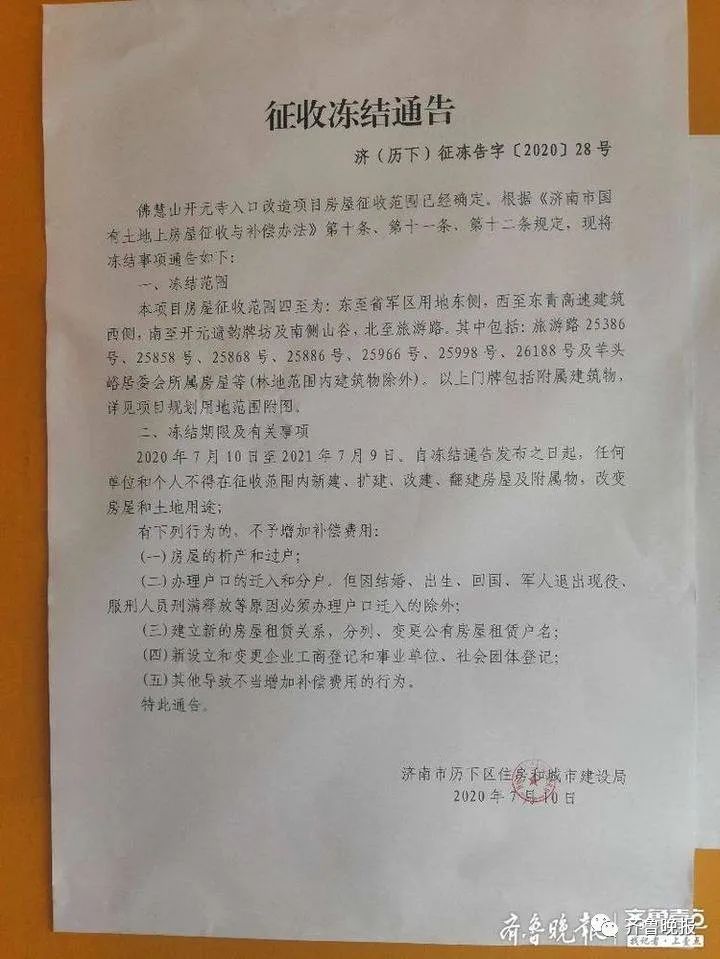 征收冻结通告
济（历下）征冻告字〔2020〕28号
佛慧山开元寺入口改造项目房屋征收范围已经确定。根据《济南市国
有土地上房屋征收与补偿办法》第十条、第十一条、第十二条规定，现将
冻结事项通告如下：
一、冻结范围
本项目房屋征收范围四至为：东至省军区用地东侧，西至东青高速建筑
西侧，南至开元遗韵牌坊及南侧山谷，北至旅游路。其中包括：旅游路25386
号、25858号、25868号、25886号、25966号、25998号、26188号及羊头
峪居委会所属房屋等(林地范围内建筑物除外)。以上门牌包括附属建筑物，
详见项目规划用地范围附图。
二、冻结期限及有关事项
2020年7月10日至2021年7月9日。自冻结通告发布之日起，任何
单位和个人不得在征收范围内新建、扩建、改建、翻建房屋及附属物，改变
房屋和土地用途；
有下列行为的，不予增加补偿费用：
(一)房屋的析产和过户；
(二)办理户口的迁入和分户，但因结婚、出生、回国、军人退出现役、
服刑人员刑满释放等原因必须办理户口迁入的除外；
(三)建立新的房屋租赁关系，分列、变更公有房屋租赁户名；
(四)新设立和变更企业工商登记和事业单位、社会团体登记；
(五)其他导致不当增加补偿费用的行为。
特此通告。
济南市历下区住房和城市建设局
2020年7月10日
齐鲁晚报
齐鲁晚报
齐鲁壹点
找记者·上壹点